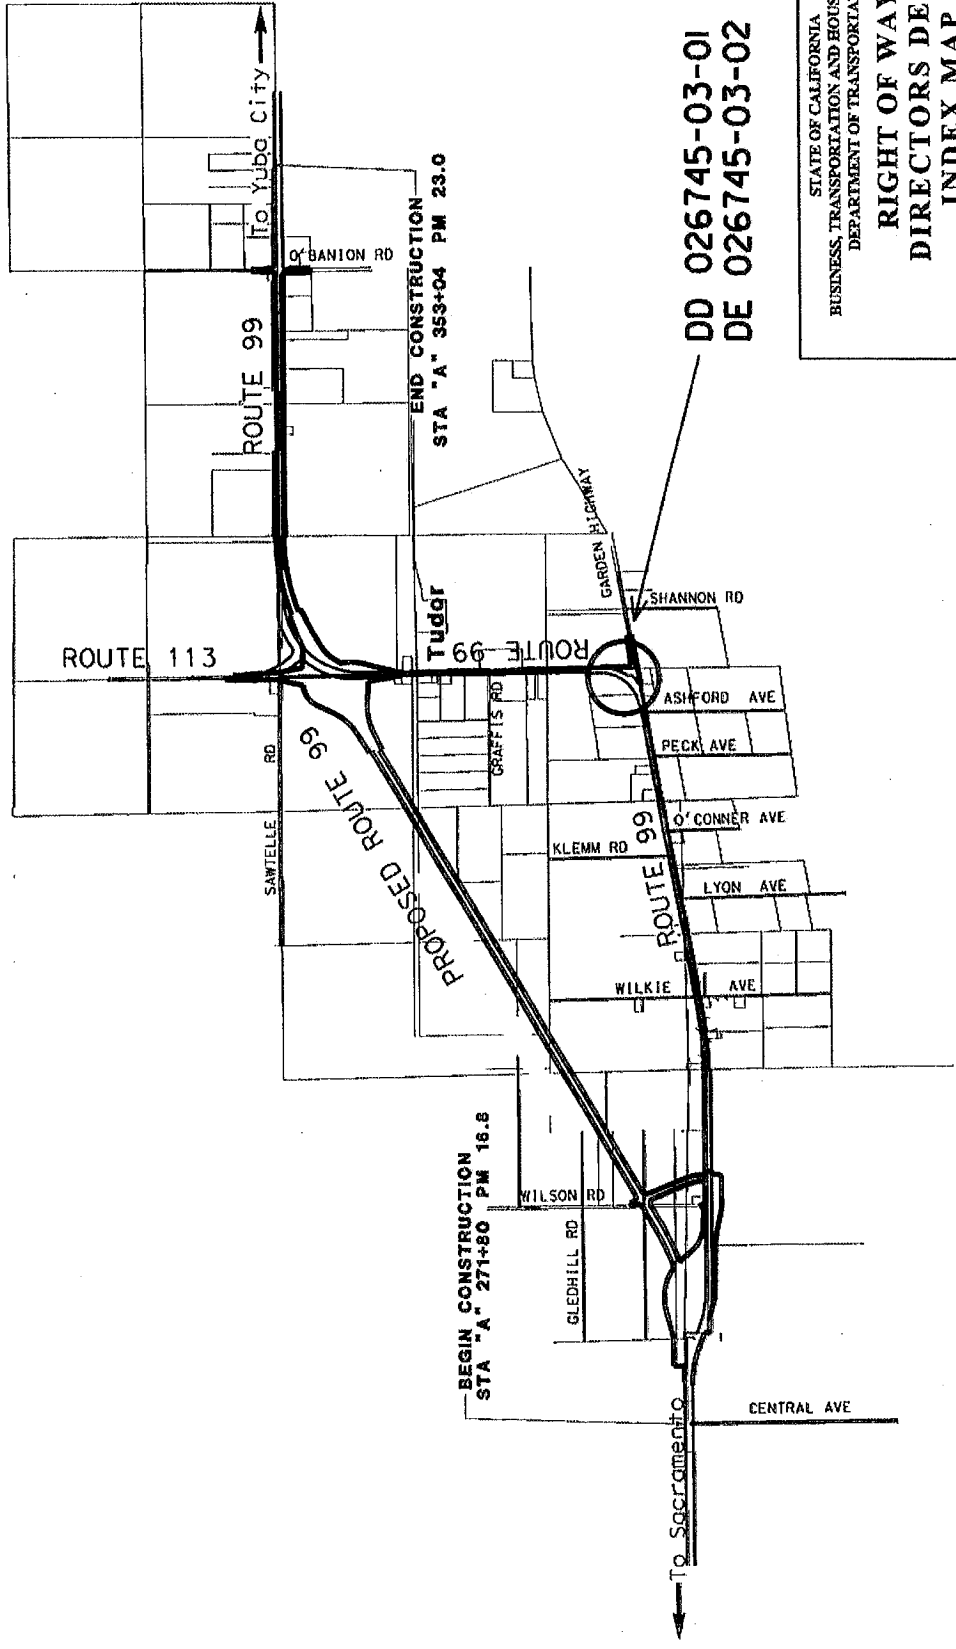 To Yuba City
O'BANION RD
ROUTE 99
END CONSTRUCTION
STA "A" 353+04 PM 23.0
DD 026745-03-01
DE 026745-03-02
STATE OF CALIFORNIA
BUSINESS, TRANSPORTATION AND HOUS
DEPARTMENT OF TRANSPORTA
RIGHT OF WAY
DIRECTORS DE
INDEX MAP
GARDEN HIGHWAY
SHANNON RD
ROUTE 113
Tudor
ROUTE 99
ASHFORD AVE
PECK AVE
GRAFFIS RD
SAWTELLE RD
PROPOSED ROUTE 99
O'CONNER AVE
KLEMM RD
ROUTE 99
LYON AVE
WILKIE AVE
BEGIN CONSTRUCTION
STA "A" 271+80 PM 16.8
WILSON RD
GLEDHILL RD
CENTRAL AVE
To Sacramento